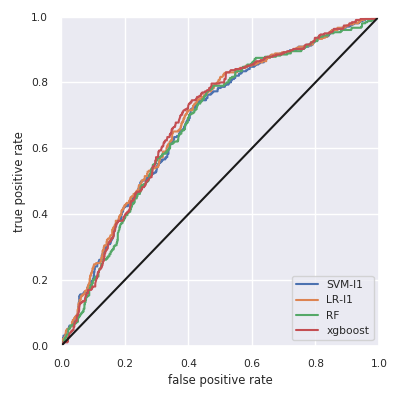 1.0
0.8
0.6
0.4
0.2
0.0
true positive rate
0.0 0.2 0.4 0.6 0.8 1.0
false positive rate
SVM-l1
LR-l1
RF
xgboost